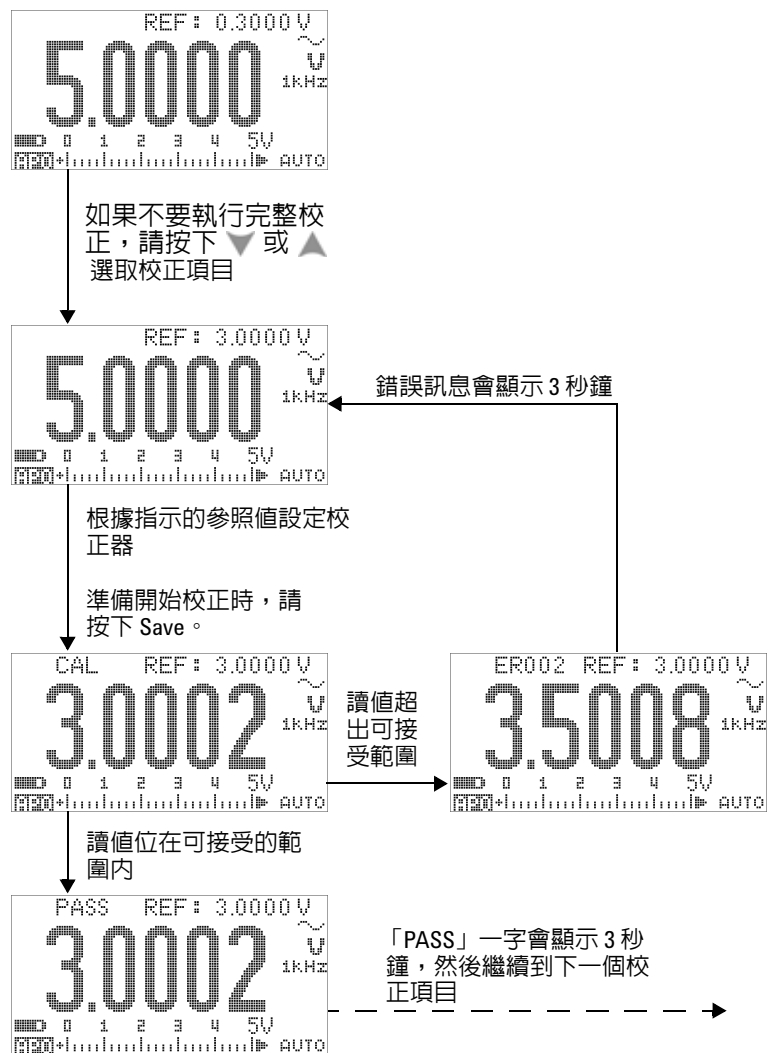 REF: 0.3000 V
5.0000
1kHz
0 1 2 3 4 5V
APO AUTO
如果不要執行完整校
正，請按下 ▼ 或 ▲
選取校正項目
REF: 3.0000 V
5.0000
1kHz
0 1 2 3 4 5V
APO AUTO
錯誤訊息會顯示 3 秒鐘
根據指示的參照值設定校
正器
準備開始校正時，請
按下 Save。
CAL REF: 3.0000 V
3.0002
1kHz
0 1 2 3 4 5V
APO AUTO
讀值超
出可接
受範圍
ER002 REF: 3.0000 V
3.5008
V
1kHz
0 1 2 3 4 5V
APO AUTO
讀值位在可接受的範
圍內
PASS REF: 3.0000 V
3.0002
1kHz
0 1 2 3 4 5V
APO AUTO
「PASS」一字會顯示 3 秒
鐘，然後繼續到下一個校
正項目